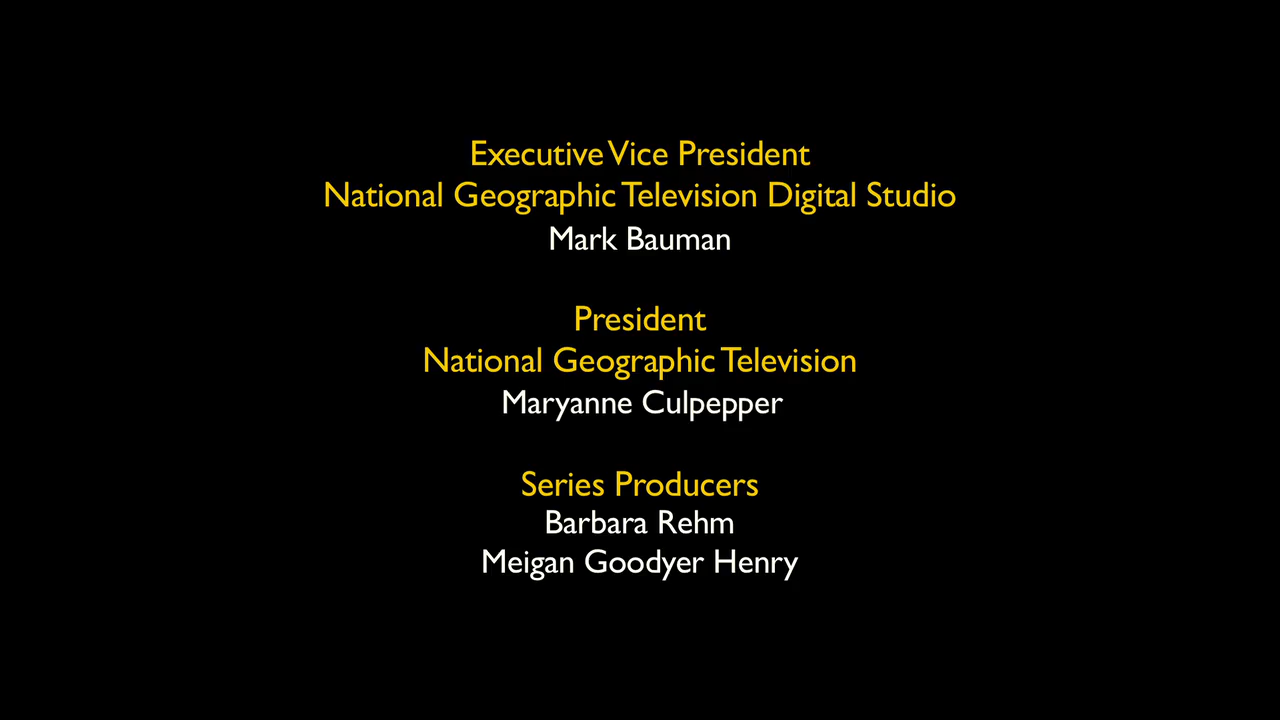 Executive Vice President
National Geographic Television Digital Studio
Mark Bauman
President
National Geographic Television
Maryanne Culpepper
Series Producers
Barbara Rehm
Meigan Goodyer Henry